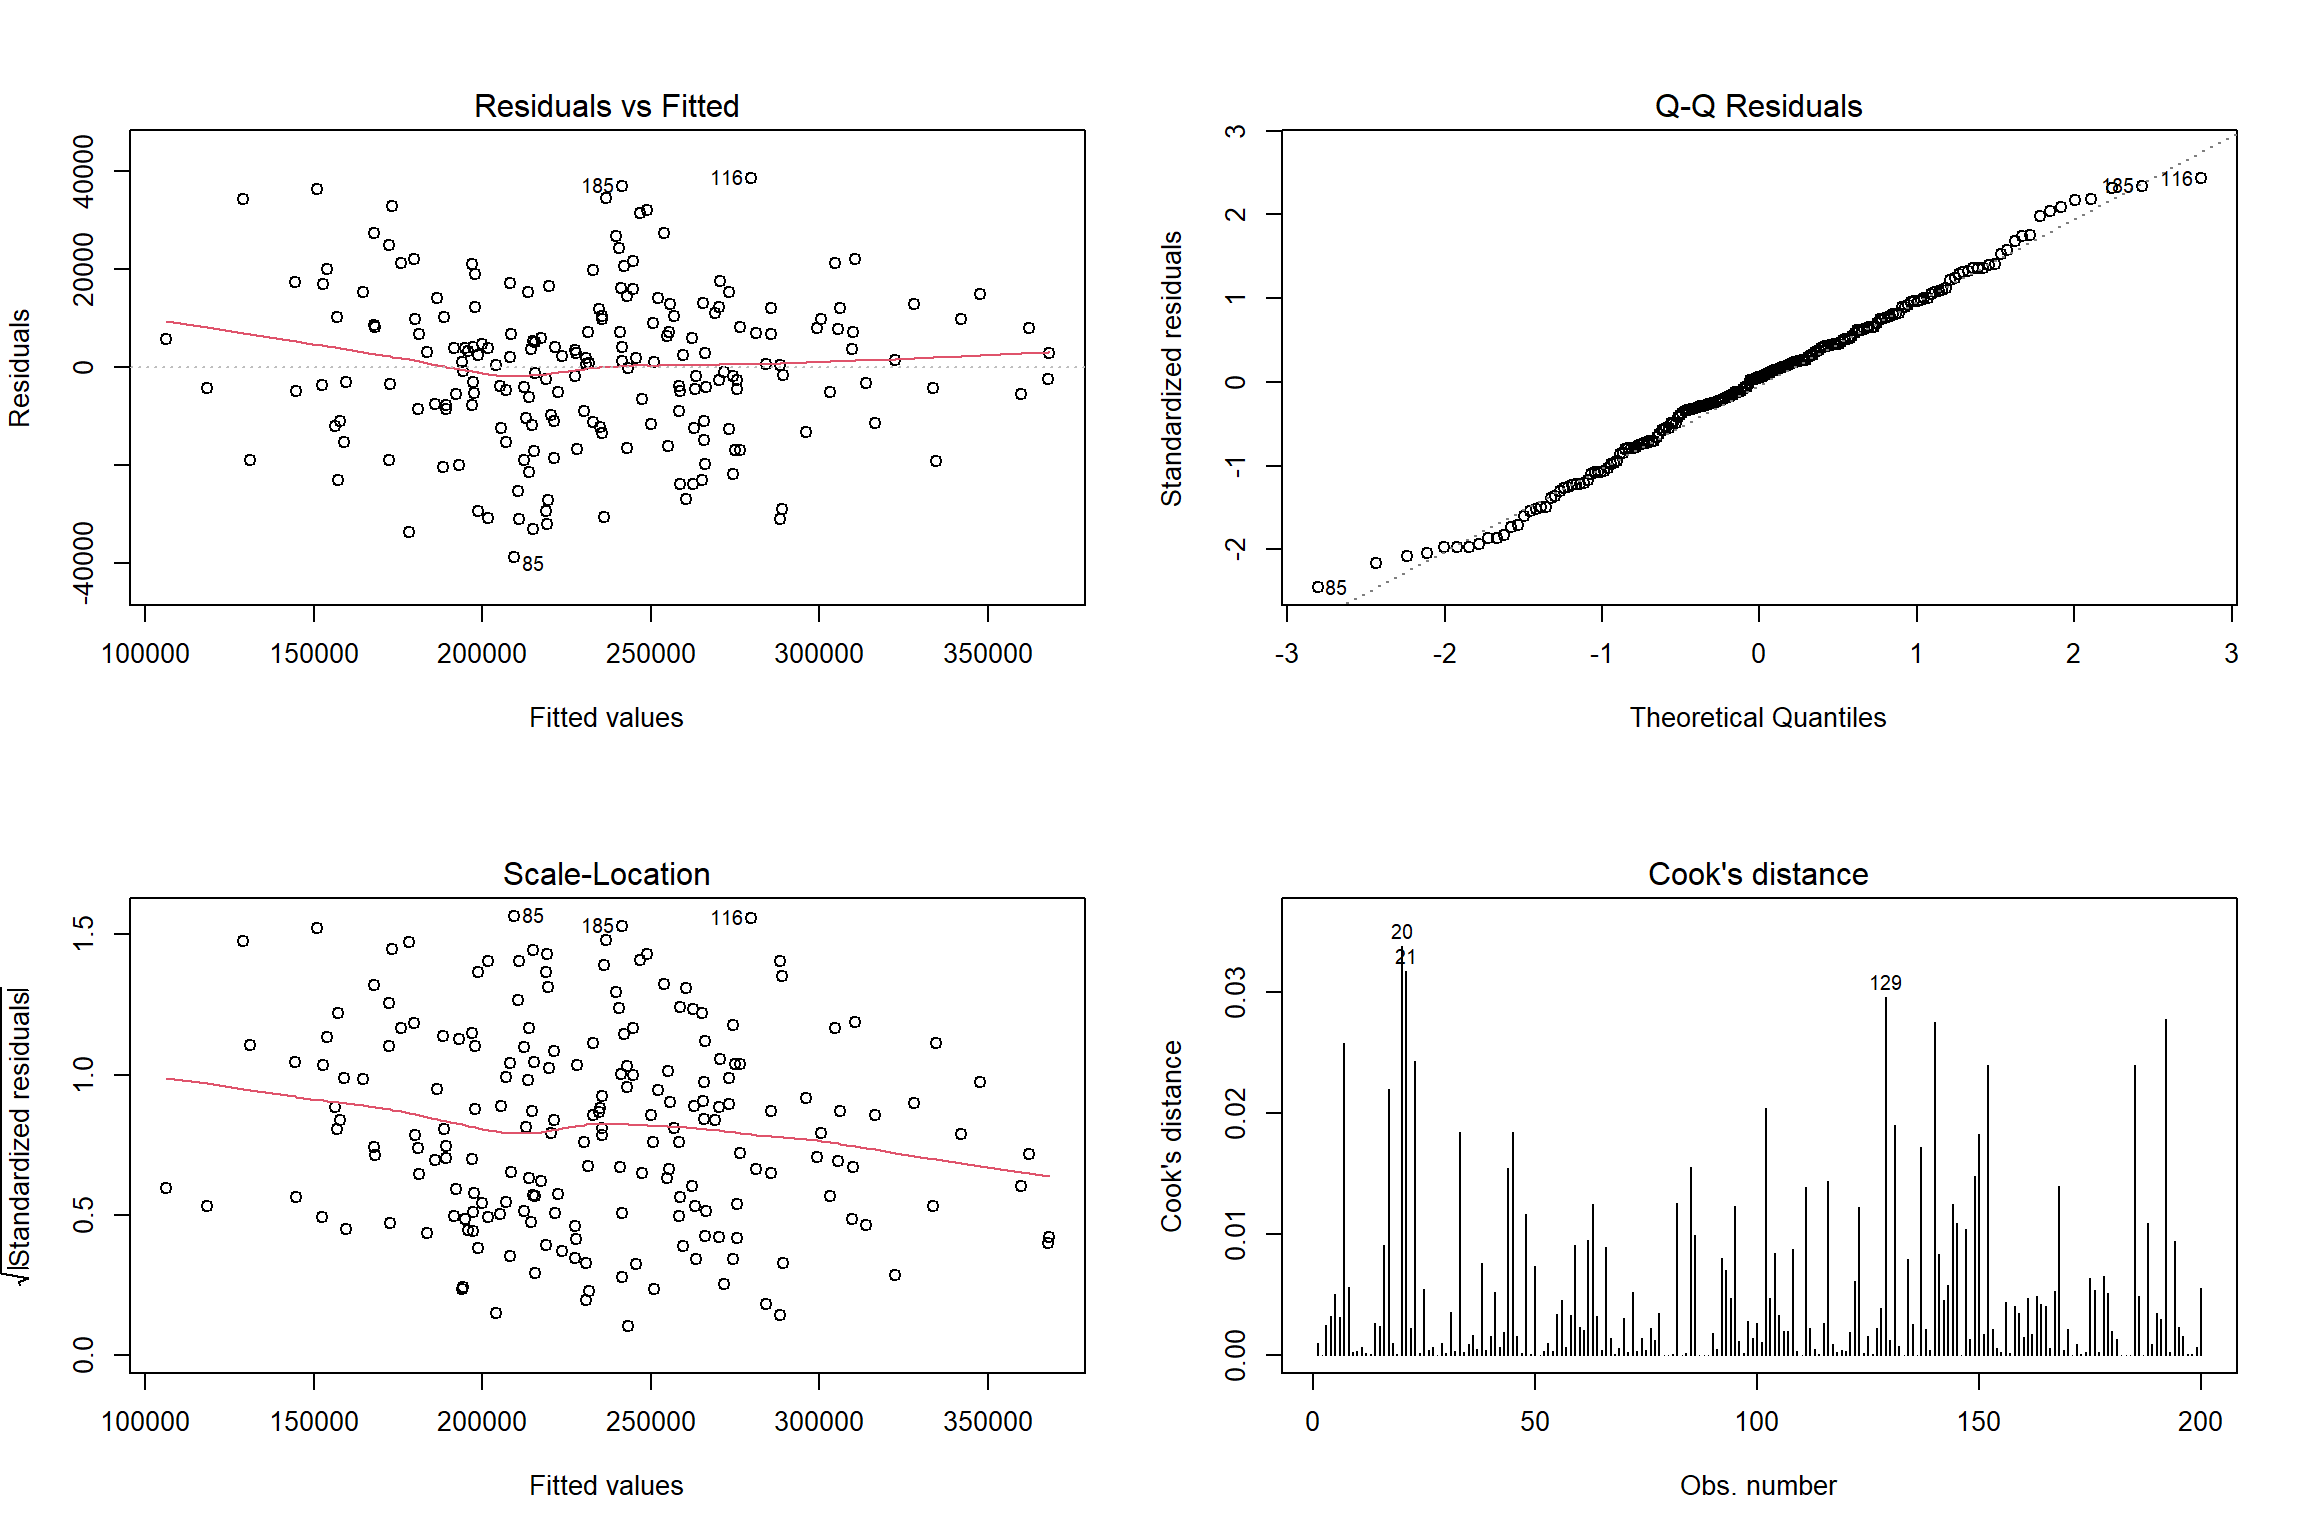 Residuals vs Fitted
Residuals
40000
20000
0
-40000
185
116
85
100000 150000 200000 250000 300000 350000
Fitted values
Q-Q Residuals
Standardized residuals
3
2
1
0
-1
-2
185
116
85
-3 -2 -1 0 1 2 3
Theoretical Quantiles
Scale-Location
√|Standardized residuals|
1.5
1.0
0.5
0.0
85
185
116
100000 150000 200000 250000 300000 350000
Fitted values
Cook's distance
Cook's distance
0.03
0.02
0.01
0.00
20
21
129
0 50 100 150 200
Obs. number